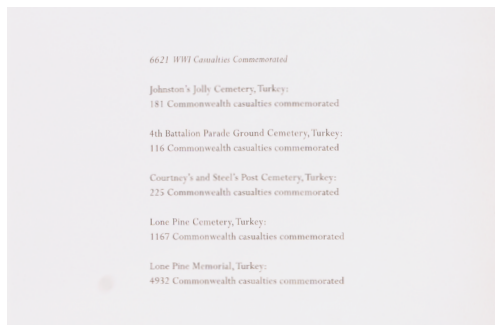 6621 WWI Casualties Commemorated
Johnston's Jolly Cemetery, Turkey:
181 Commonwealth casualties commemorated
4th Battalion Parade Ground Cemetery, Turkey:
116 Commonwealth casualties commemorated
Courtney's and Steel's Post Cemetery, Turkey:
225 Commonwealth casualties commemorated
Lone Pine Cemetery, Turkey:
1167 Commonwealth casualties commemorated
Lone Pine Memorial, Turkey:
4932 Commonwealth casualties commemorated